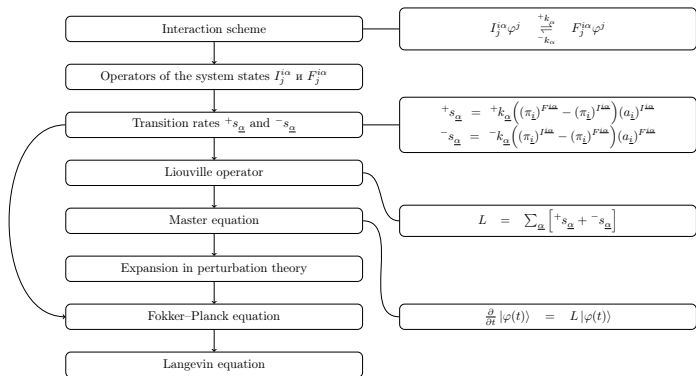 Interaction scheme
I_j^{iα} φ^j ⇌ F_j^{iα} φ^j
^+k_α
^-k_α
Operators of the system states I_j^{iα} и F_j^{iα}
Transition rates ^+s_α and ^-s_α
^+s_α = ^+k_α((π_i)^{F^{iα}} − (π_i)^{I^{iα}})(a_i)^{I^{iα}}
^-s_α = ^-k_α((π_i)^{I^{iα}} − (π_i)^{F^{iα}})(a_i)^{F^{iα}}
Liouville operator
Master equation
L = ∑_α [^+s_α + ^-s_α]
Expansion in perturbation theory
Fokker–Planck equation
∂/∂t |φ(t)⟩ = L |φ(t)⟩
Langevin equation